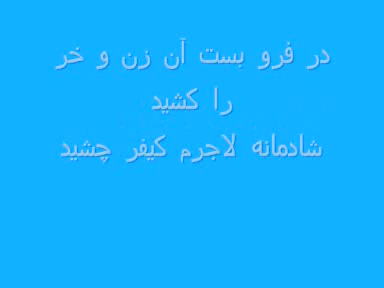 در فرو بست آن زن و خر
را کشید
شادمانه لاجرم کیفر چشید